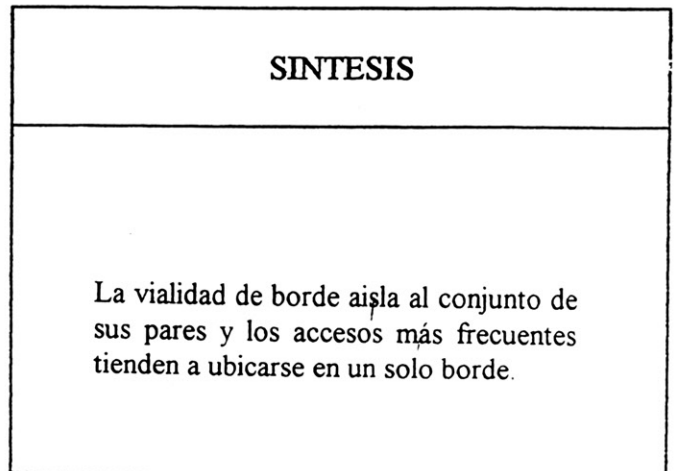 SINTESIS
La vialidad de borde aisla al conjunto de
sus pares y los accesos más frecuentes
tienden a ubicarse en un solo borde.